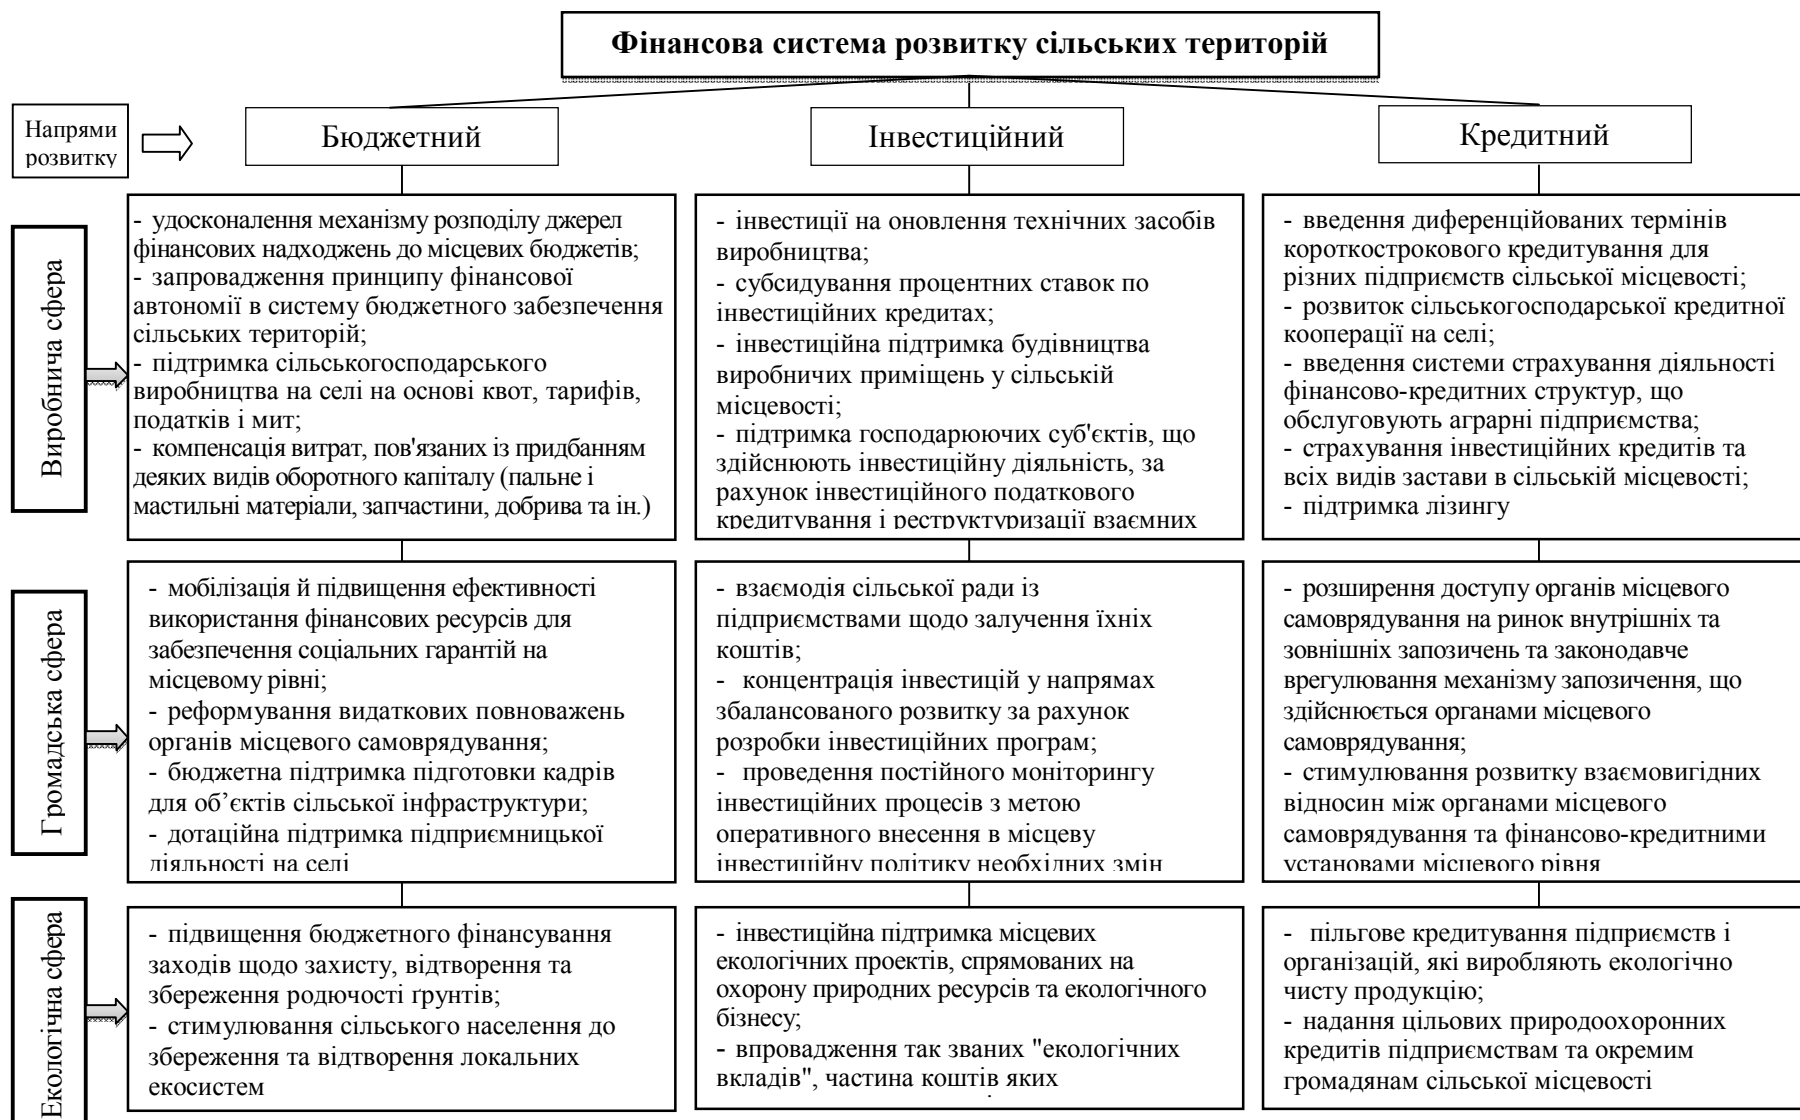 Фінансова система розвитку сільських територій
Напрями
розвитку
Бюджетний
Інвестиційний
Кредитний
Виробнича сфера
- удосконалення механізму розподілу джерел
фінансових надходжень до місцевих бюджетів;
- запровадження принципу фінансової
автономії в систему бюджетного забезпечення
сільських територій;
- підтримка сільськогосподарського
виробництва на селі на основі квот, тарифів,
податків і мит;
- компенсація витрат, пов'язаних із придбанням
деяких видів оборотного капіталу (пальне і
мастильні матеріали, запчастини, добрива та ін.)
- інвестиції на оновлення технічних засобів
виробництва;
- субсидування процентних ставок по
інвестиційних кредитах;
- інвестиційна підтримка будівництва
виробничих приміщень у сільській
місцевості;
- підтримка господарюючих суб'єктів, що
здійснюють інвестиційну діяльність, за
рахунок інвестиційного податкового
кредитування і реструктуризації взаємних
- введення диференційованих термінів
короткострокового кредитування для
різних підприємств сільської місцевості;
- розвиток сільськогосподарської кредитної
кооперації на селі;
- введення системи страхування діяльності
фінансово-кредитних структур, що
обслуговують аграрні підприємства;
- страхування інвестиційних кредитів та
всіх видів застави в сільській місцевості;
- підтримка лізингу
Громадська сфера
- мобілізація й підвищення ефективності
використання фінансових ресурсів для
забезпечення соціальних гарантій на
місцевому рівні;
- реформування видаткових повноважень
органів місцевого самоврядування;
- бюджетна підтримка підготовки кадрів
для об’єктів сільської інфраструктури;
- дотаційна підтримка підприємницької
діяльності на селі
- взаємодія сільської ради із
підприємствами щодо залучення їхніх
коштів;
- концентрація інвестицій у напрямах
збалансованого розвитку за рахунок
розробки інвестиційних програм;
- проведення постійного моніторингу
інвестиційних процесів з метою
оперативного внесення в місцеву
інвестиційну політику необхідних змін
- розширення доступу органів місцевого
самоврядування на ринок внутрішніх та
зовнішніх запозичень та законодавче
врегулювання механізму запозичення, що
здійснюється органами місцевого
самоврядування;
- стимулювання розвитку взаємовигідних
відносин між органами місцевого
самоврядування та фінансово-кредитними
установами місцевого рівня
Екологічна сфера
- підвищення бюджетного фінансування
заходів щодо захисту, відтворення та
збереження родючості ґрунтів;
- стимулювання сільського населення до
збереження та відтворення локальних
екосистем
- інвестиційна підтримка місцевих
екологічних проектів, спрямованих на
охорону природних ресурсів та екологічного
бізнесу;
- впровадження так званих "екологічних
вкладів", частина коштів яких
- пільгове кредитування підприємств і
організацій, які виробляють екологічно
чисту продукцію;
- надання цільових природоохоронних
кредитів підприємствам та окремим
громадянам сільської місцевості